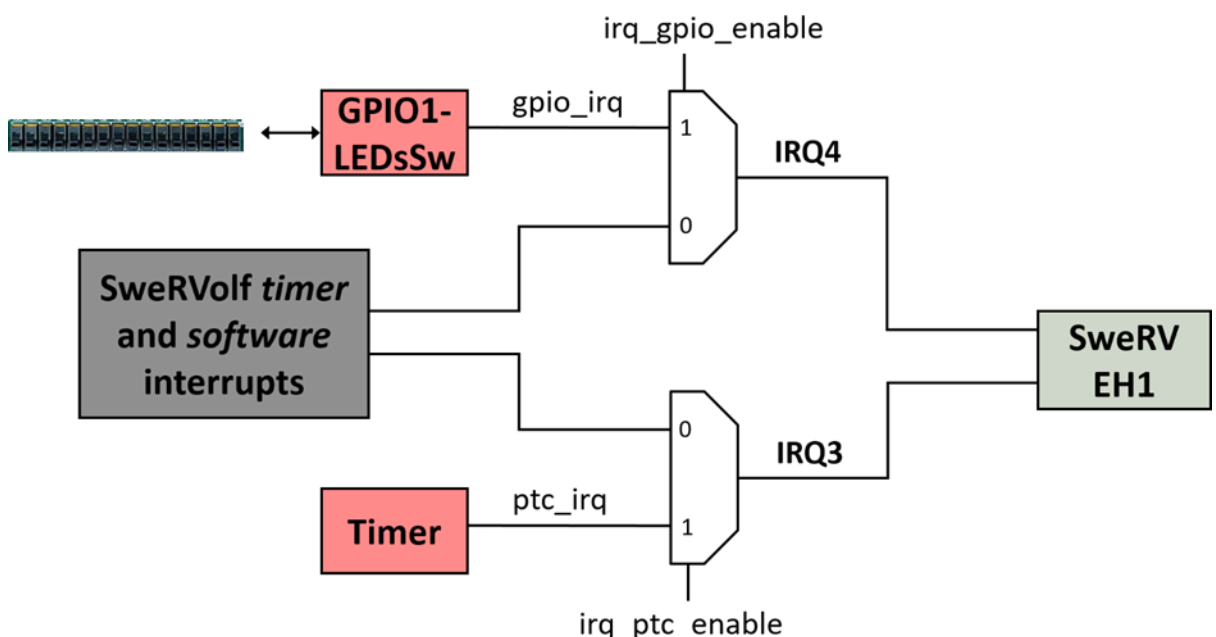 irq_gpio_enable
GPIO1-
LEDsSw
gpio_irq
1
IRQ4
0
SweRVolf timer
and software
interrupts
SweRV
EH1
0
IRQ3
Timer
ptc_irq
1
irq_ptc_enable